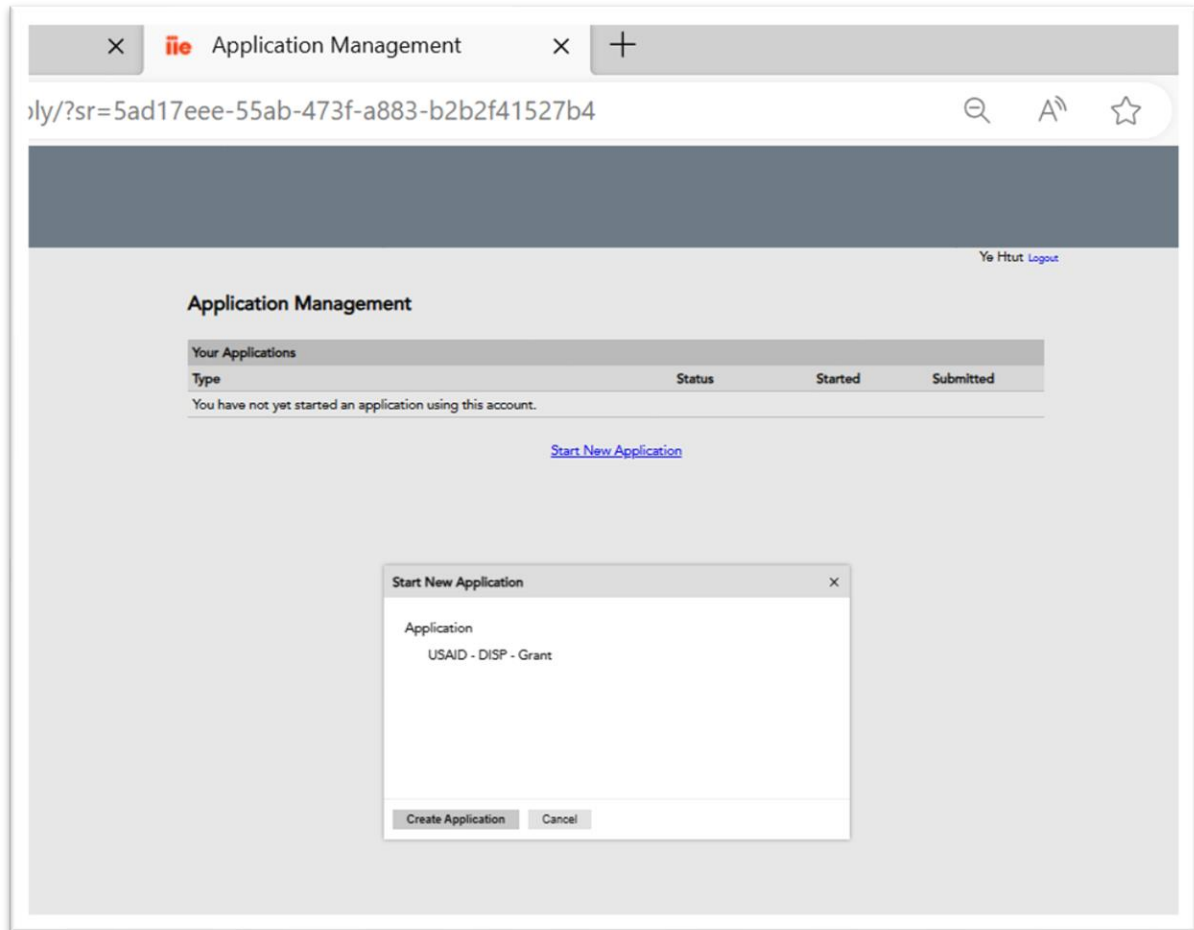 iie Application Management
ply/?sr=5ad17eee-55ab-473f-a883-b2b2f41527b4
Ye Htut Logout
Application Management
Your Applications
Type Status Started Submitted
You have not yet started an application using this account.
Start New Application
Start New Application
Application
USAID - DISP - Grant
Create Application Cancel